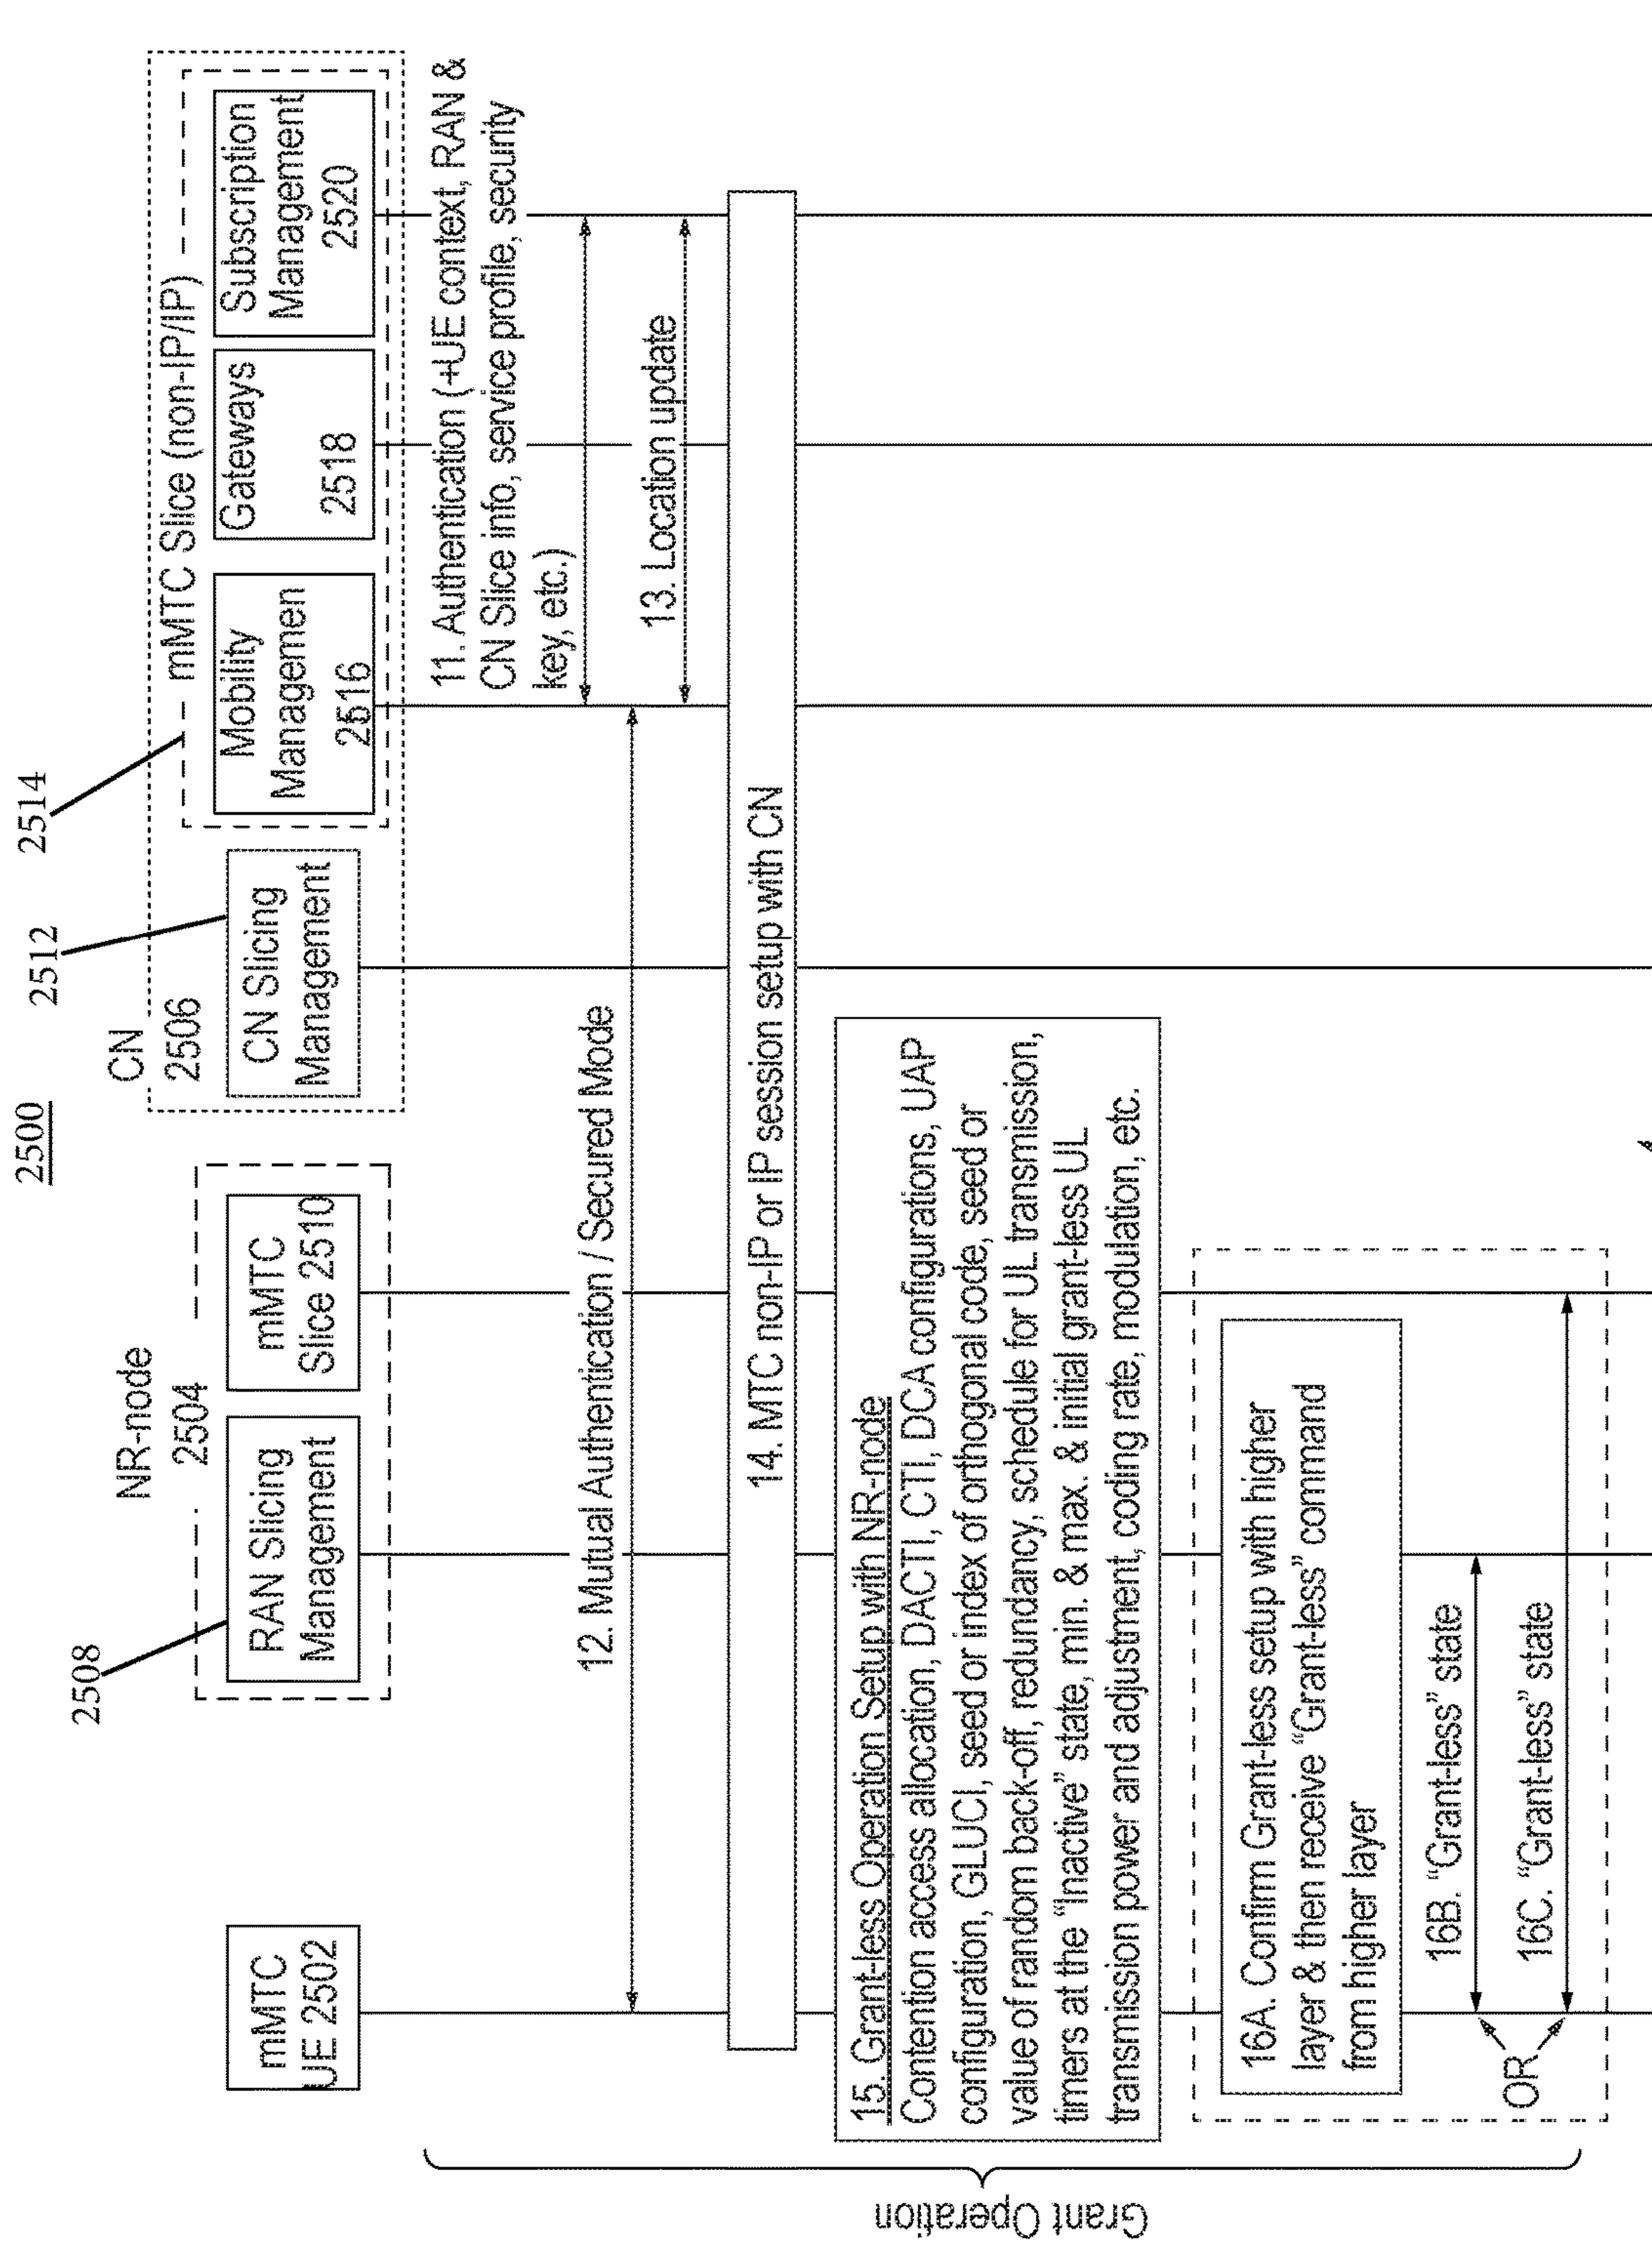 2500
NR-node
2504
CN
2506
2508
2512
2514
mMTC Slice (non-IP/IP)
mMTC
UE 2502
RAN Slicing
Management
mMTC
Slice 2510
CN Slicing
Management
Mobility
Managemen
2516
Gateways
2518
Subscription
Management
2520
11. Authentication (+UE context, RAN &
CN Slice info, service profile, security
key, etc.)
12. Mutual Authentication / Secured Mode
13. Location update
14. MTC non-IP or IP session setup with CN
15. Grant-less Operation Setup with NR-node
Contention access allocation, DACTI, CTI, DCA configurations, UAP
configuration, GLUCI, seed or index of orthogonal code, seed or
value of random back-off, redundancy, schedule for UL transmission,
timers at the “Inactive” state, min. & max. & initial grant-less UL
transmission power and adjustment, coding rate, modulation, etc.
16A. Confirm Grant-less setup with higher
layer & then receive “Grant-less” command
from higher layer
16B. “Grant-less” state
16C. “Grant-less” state
OR
Grant Operation